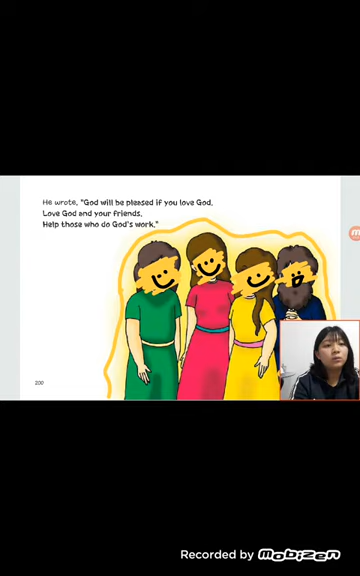 He wrote, "God will be pleased if you love God.
Love God and your friends.
Help those who do God's work."
200
Recorded by mobizen